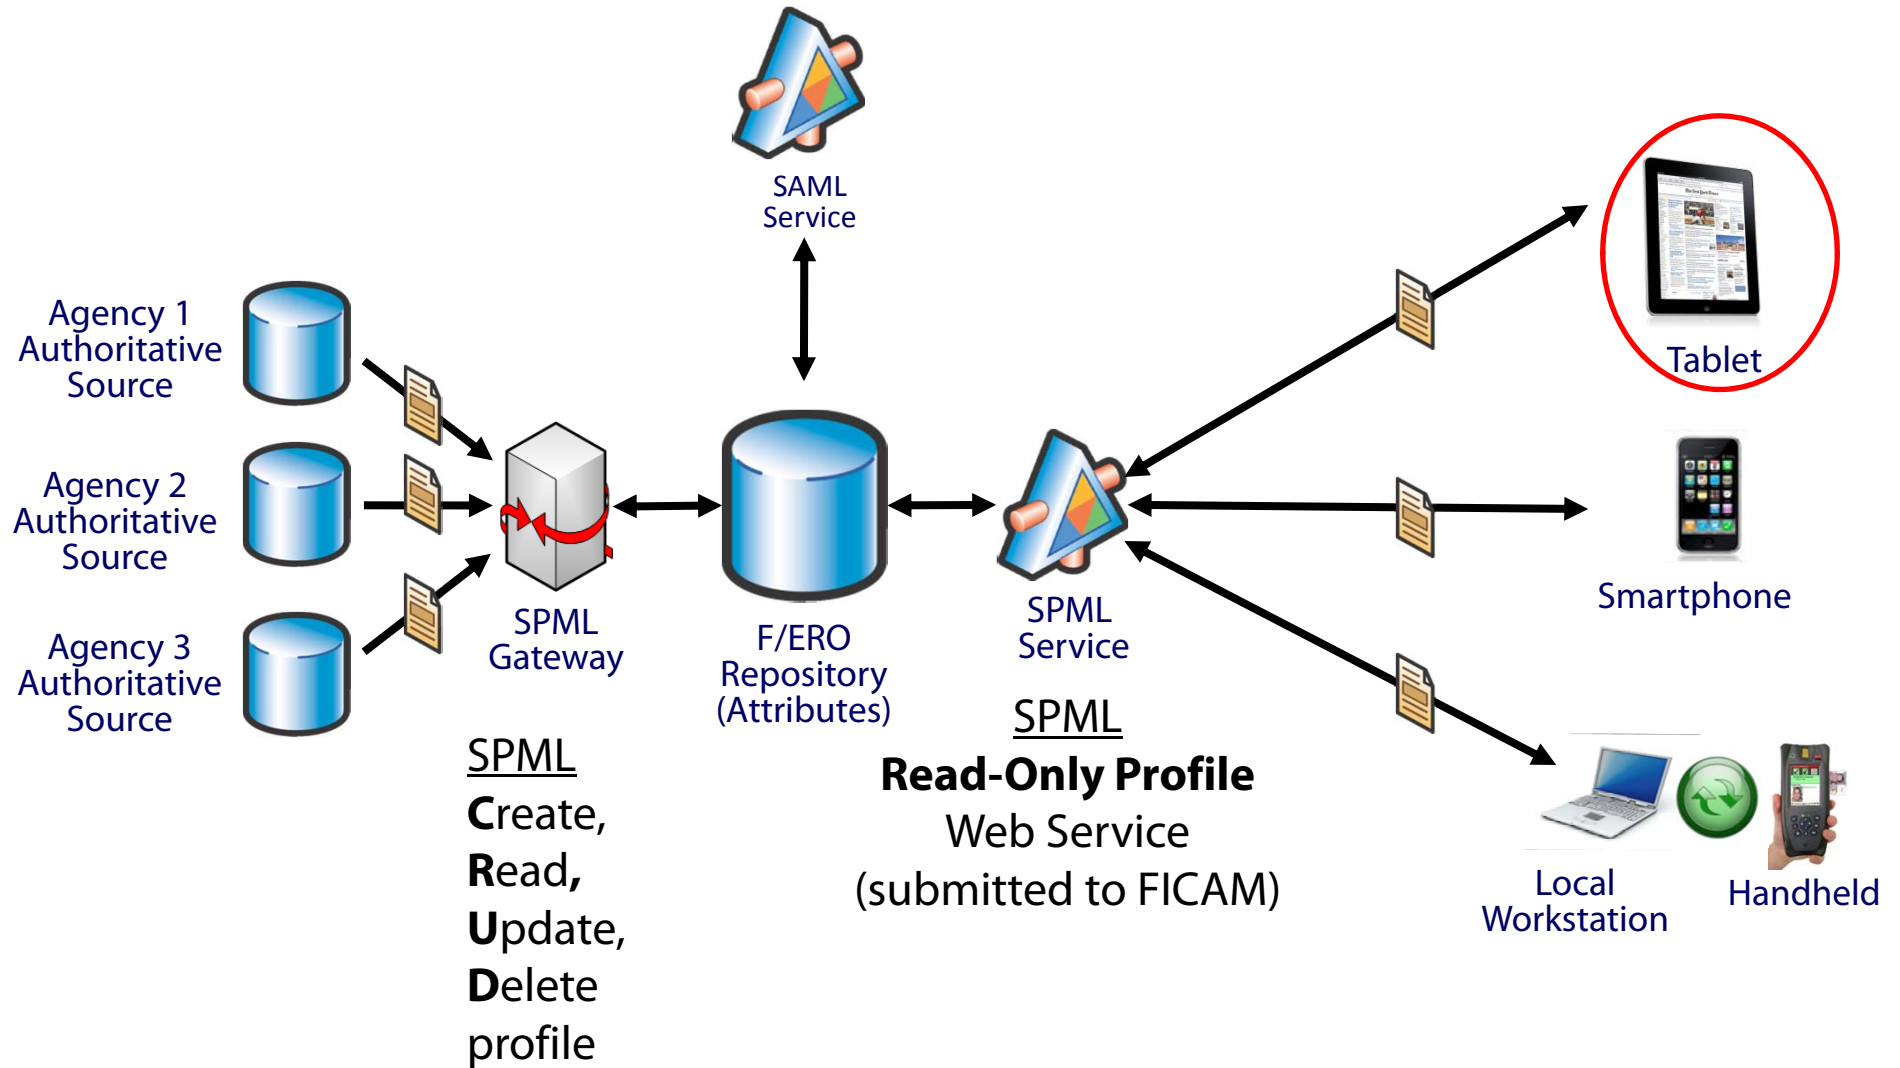 SAML
Service
Agency 1
Authoritative
Source
Agency 2
Authoritative
Source
Agency 3
Authoritative
Source
SPML
Gateway
F/ERO
Repository
(Attributes)
SPML
Service
Tablet
Smartphone
Local
Workstation
Handheld
SPML
Create,
Read,
Update,
Delete
profile
SPML
Read-Only Profile
Web Service
(submitted to FICAM)